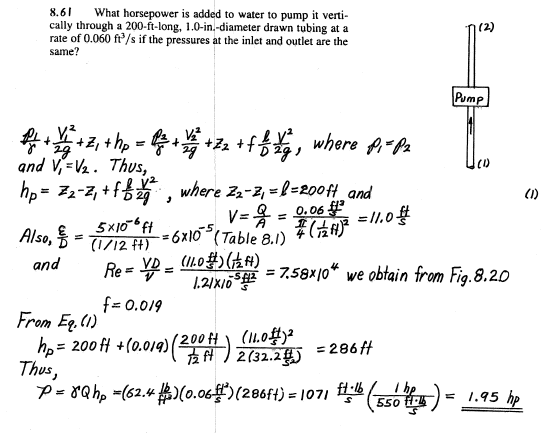 8.61 What horsepower is added to water to pump it verti-
cally through a 200-ft-long, 1.0-in.-diameter drawn tubing at a
rate of 0.060 ft³/s if the pressures at the inlet and outlet are the
same?
(2)
Pump
(1)
p₁/γ + V₁²/2g + z₁ + hp = p₂/γ + V₂²/2g + z₂ + f l/D V²/2g , where p₁ = p₂
and V₁ = V₂ . Thus,
hp = z₂ - z₁ + f l/D V²/2g , where z₂ - z₁ = l = 200 ft and (1)
V = Q/A = 0.06 ft³/s / π/4 (1/12 ft)² = 11.0 ft/s
Also, ε/D = 5×10⁻⁶ ft / (1/12 ft) = 6×10⁻⁵ (Table 8.1)
and Re = VD/ν = (11.0 ft/s)(1/12 ft) / 1.21×10⁻⁵ ft²/s = 7.58×10⁴ we obtain from Fig. 8.20
f = 0.019
From Eq. (1)
hp = 200 ft + (0.019) (200 ft / 1/12 ft) (11.0 ft/s)² / 2(32.2 ft/s²) = 286 ft
Thus,
P = γQhp = (62.4 lb/ft³)(0.06 ft³/s)(286 ft) = 1071 ft·lb/s (1 hp / 550 ft·lb/s) = 1.95 hp